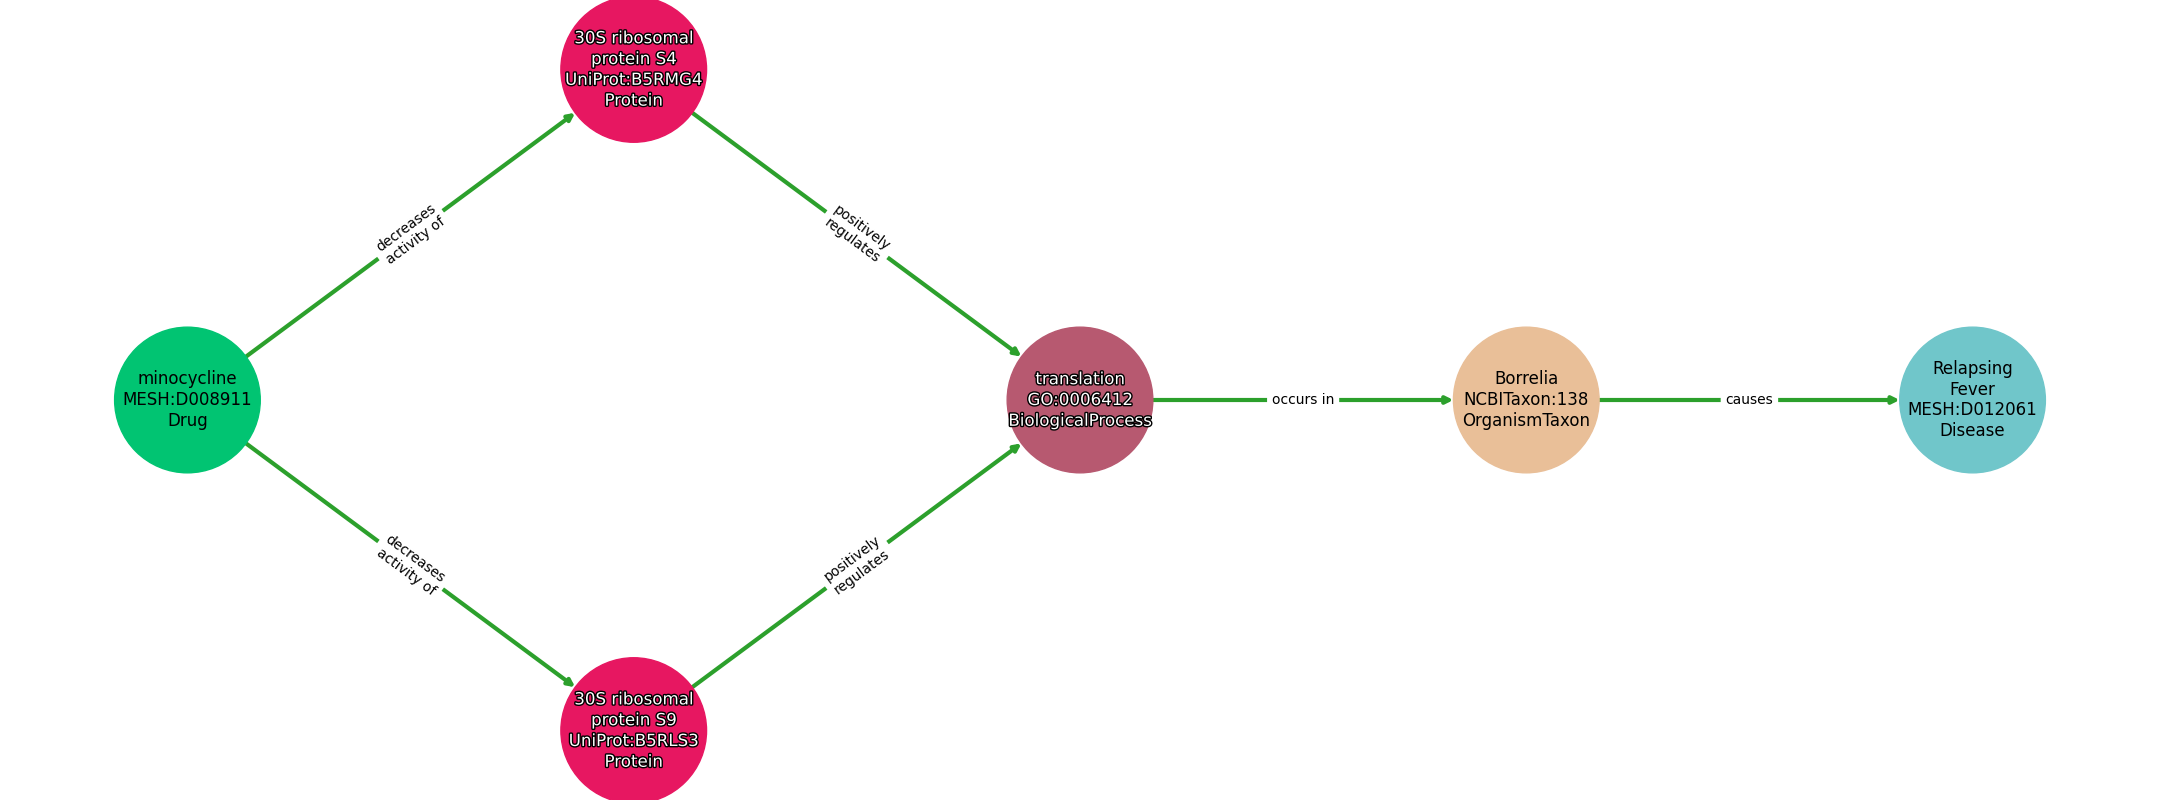 30S ribosomal
protein S4
UniProt:B5RMG4
Protein
decreases
activity of
positively
regulates
minocycline
MESH:D008911
Drug
translation
GO:0006412
BiologicalProcess
occurs in
Borrelia
NCBITaxon:138
OrganismTaxon
causes
Relapsing
Fever
MESH:D012061
Disease
decreases
activity of
positively
regulates
30S ribosomal
protein S9
UniProt:B5RLS3
Protein